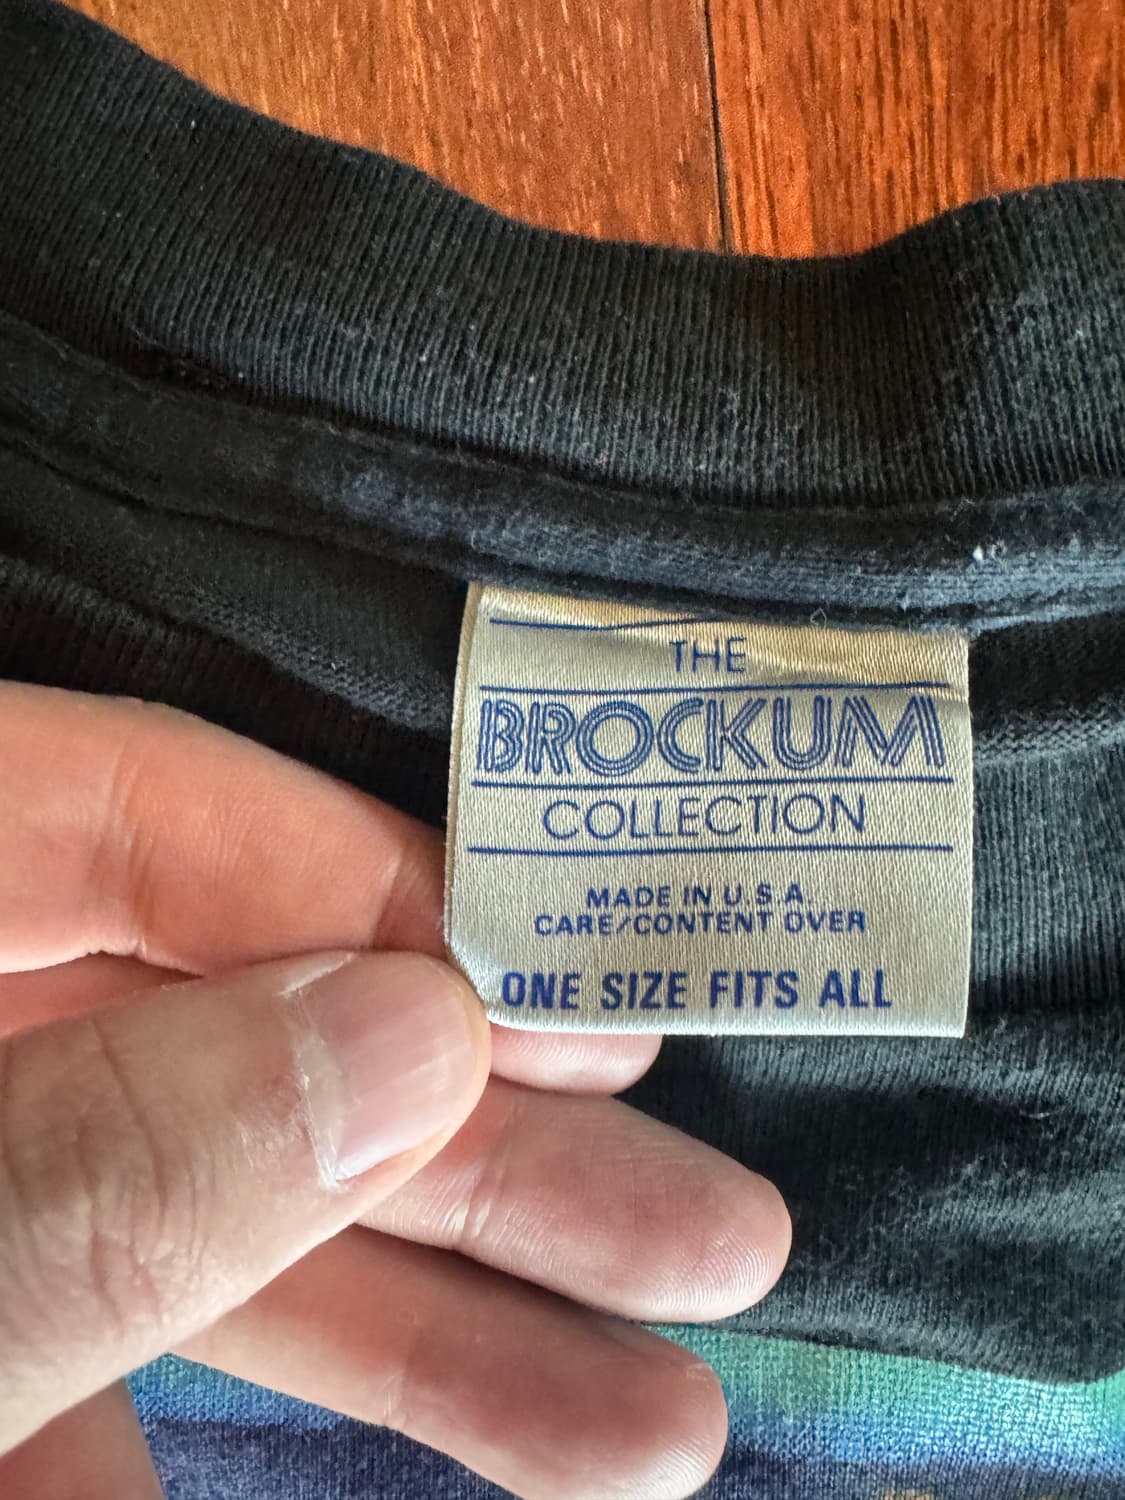 THE
BROCKUM
COLLECTION
MADE IN U.S.A.
CARE/CONTENT OVER
ONE SIZE FITS ALL